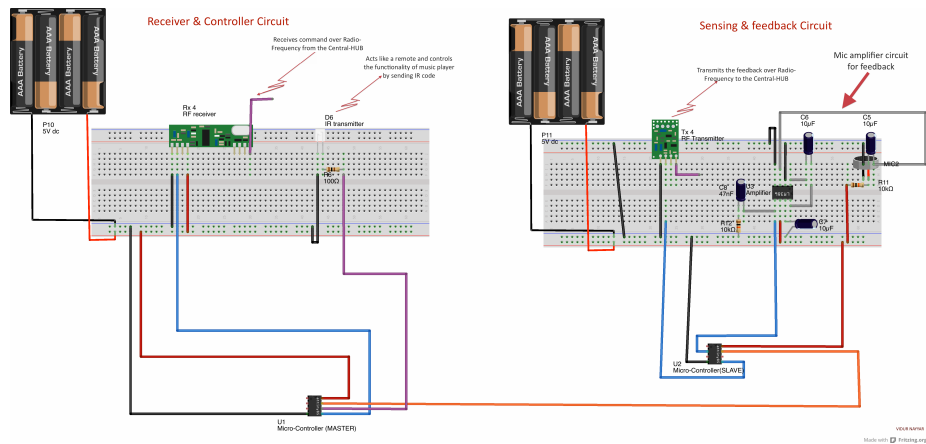 Receiver & Controller Circuit
Sensing & feedback Circuit
AAA Battery
AAA Battery
AAA Battery
AAA Battery
AAA Battery
AAA Battery
AAA Battery
AAA Battery
Receives command over Radio-
Frequency from the Central-HUB
Acts like a remote and controls
the functionality of music player
by sending IR code
Mic amplifier circuit
for feedback
Transmits the feedback over Radio-
Frequency to the Central-HUB
Rx 4
RF receiver
D6
IR transmitter
P10
5V dc
R6
100Ω
P11
5V dc
Tx 4
RF Transmitter
C6
10µF
C5
10µF
MIC2
R11
10kΩ
C8
47nF
U3
Amplifier
LM386
R12
10kΩ
C7
10µF
U2
Micro-Controller(SLAVE)
U1
Micro-Controller (MASTER)
VIDUR NAYYAR
Made with Fritzing.org